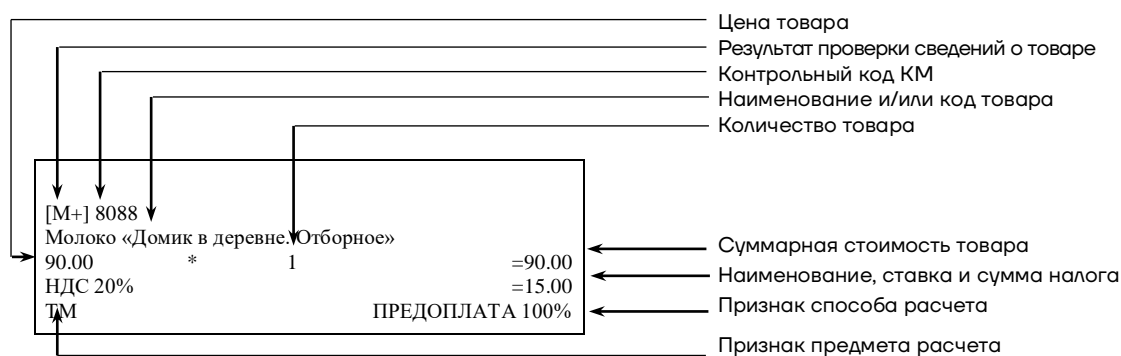 Цена товара
Результат проверки сведений о товаре
Контрольный код КМ
Наименование и/или код товара
Количество товара
[M+] 8088
Молоко «Домик в деревне. Отборное»
90.00 * 1 =90.00
НДС 20% =15.00
ТМ ПРЕДОПЛАТА 100%
Суммарная стоимость товара
Наименование, ставка и сумма налога
Признак способа расчета
Признак предмета расчета